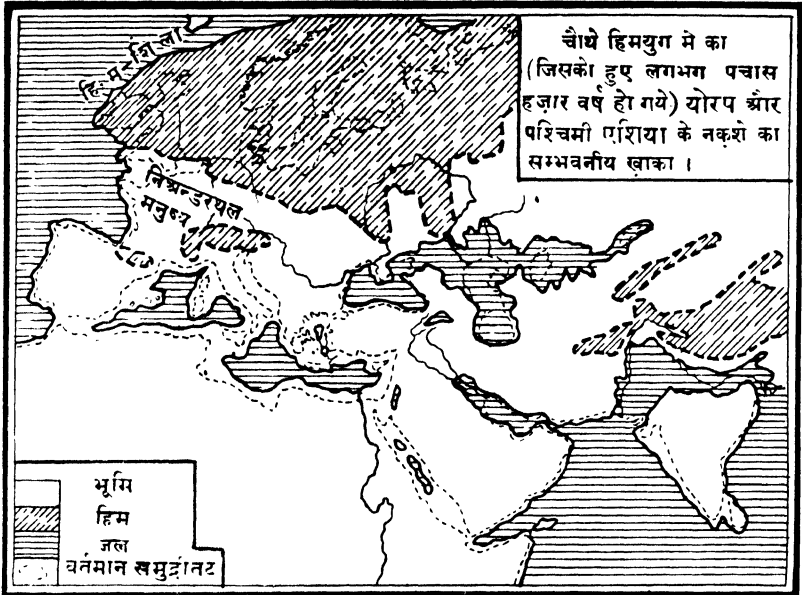 चौथे हिमयुग मे का
(जिसको हुए लगभग पचास
हज़ार वर्ष हो गये) योरप और
पश्चिमी एशिया के नक़शे का
सम्भवनीय ख़ाका ।
हिम-शिला
निअन्डरथल
मनुष्य
भूमि
हिम
जल
वर्तमान समुद्रीतट